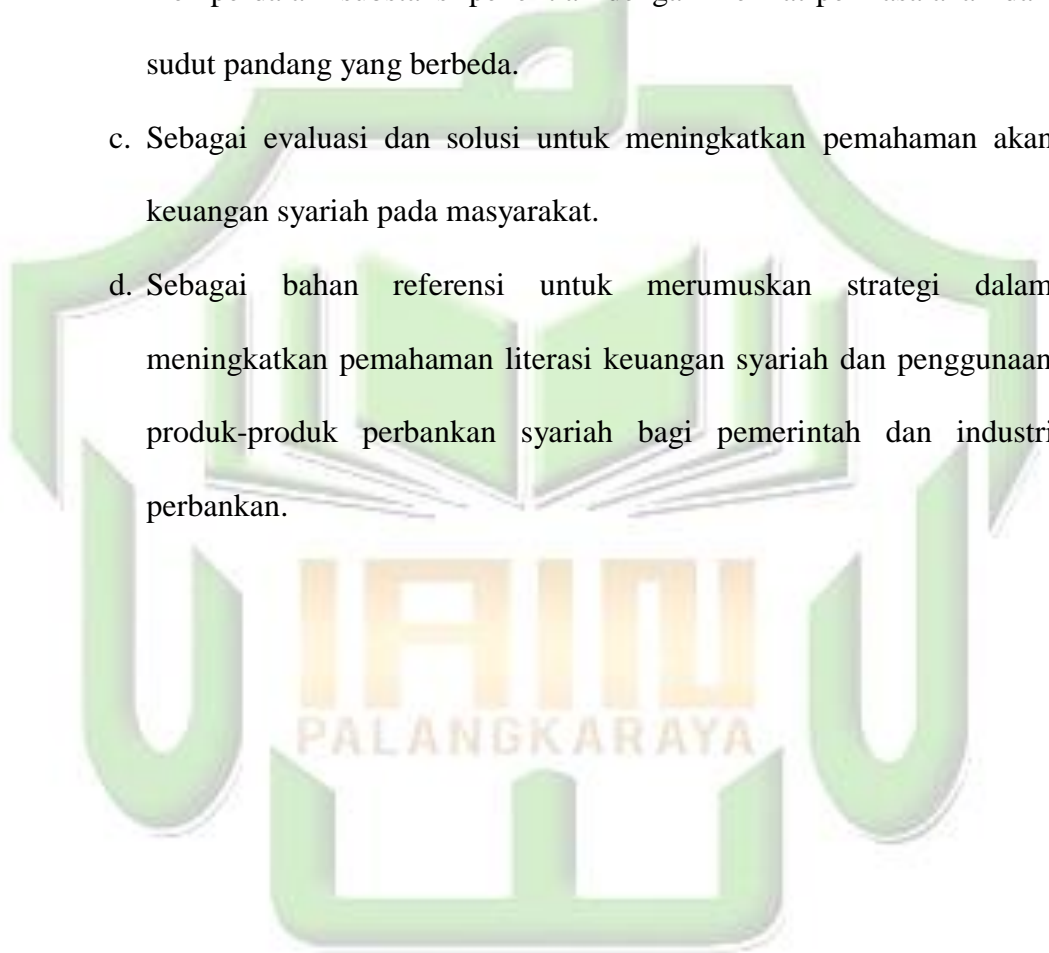 sudut pandang yang berbeda.
c. Sebagai evaluasi dan solusi untuk meningkatkan pemahaman akan
keuangan syariah pada masyarakat.
d. Sebagai bahan referensi untuk merumuskan strategi dalam
meningkatkan pemahaman literasi keuangan syariah dan penggunaan
produk-produk perbankan syariah bagi pemerintah dan industri
perbankan.
IAIN
PALANGKARAYA